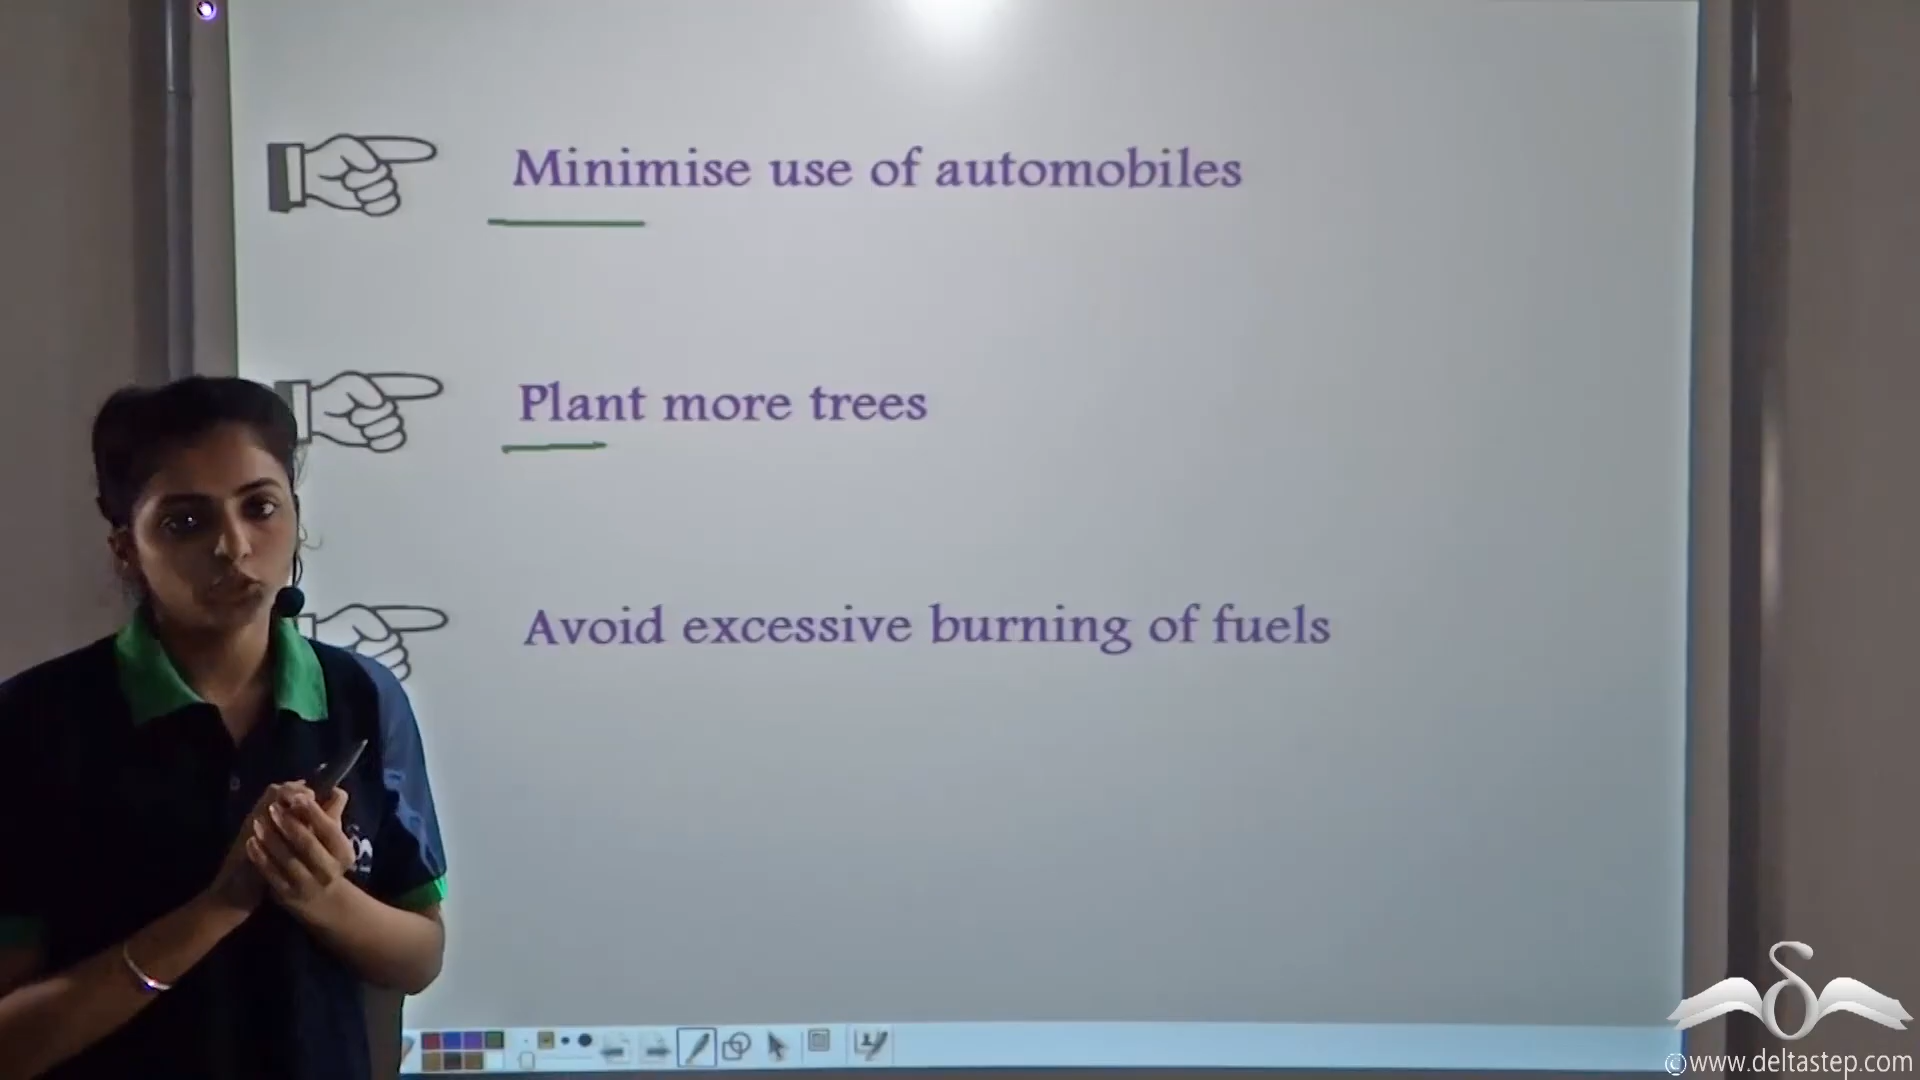 Minimise use of automobiles
Plant more trees
Avoid excessive burning of fuels
©www.deltastep.com